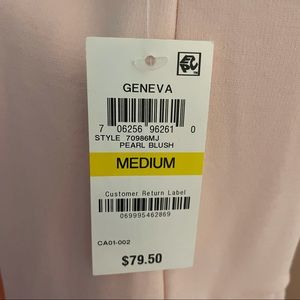 GENEVA
7 06256 96261 0
STYLE 70986MJ
PEARL BLUSH
MEDIUM
Customer Return Label
069995462869
CA01-002
$79.50